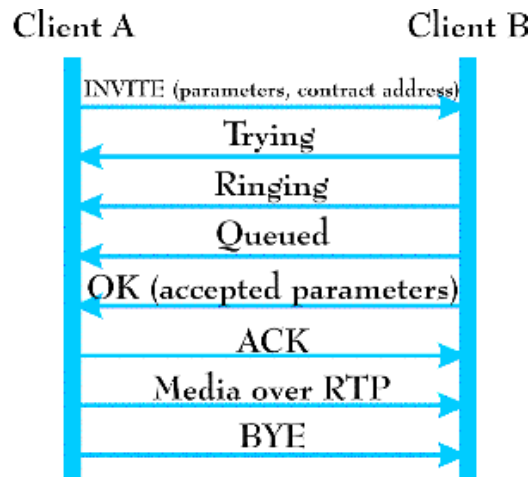 Client A Client B
INVITE (parameters, contract address)
Trying
Ringing
Queued
OK (accepted parameters)
ACK
Media over RTP
BYE